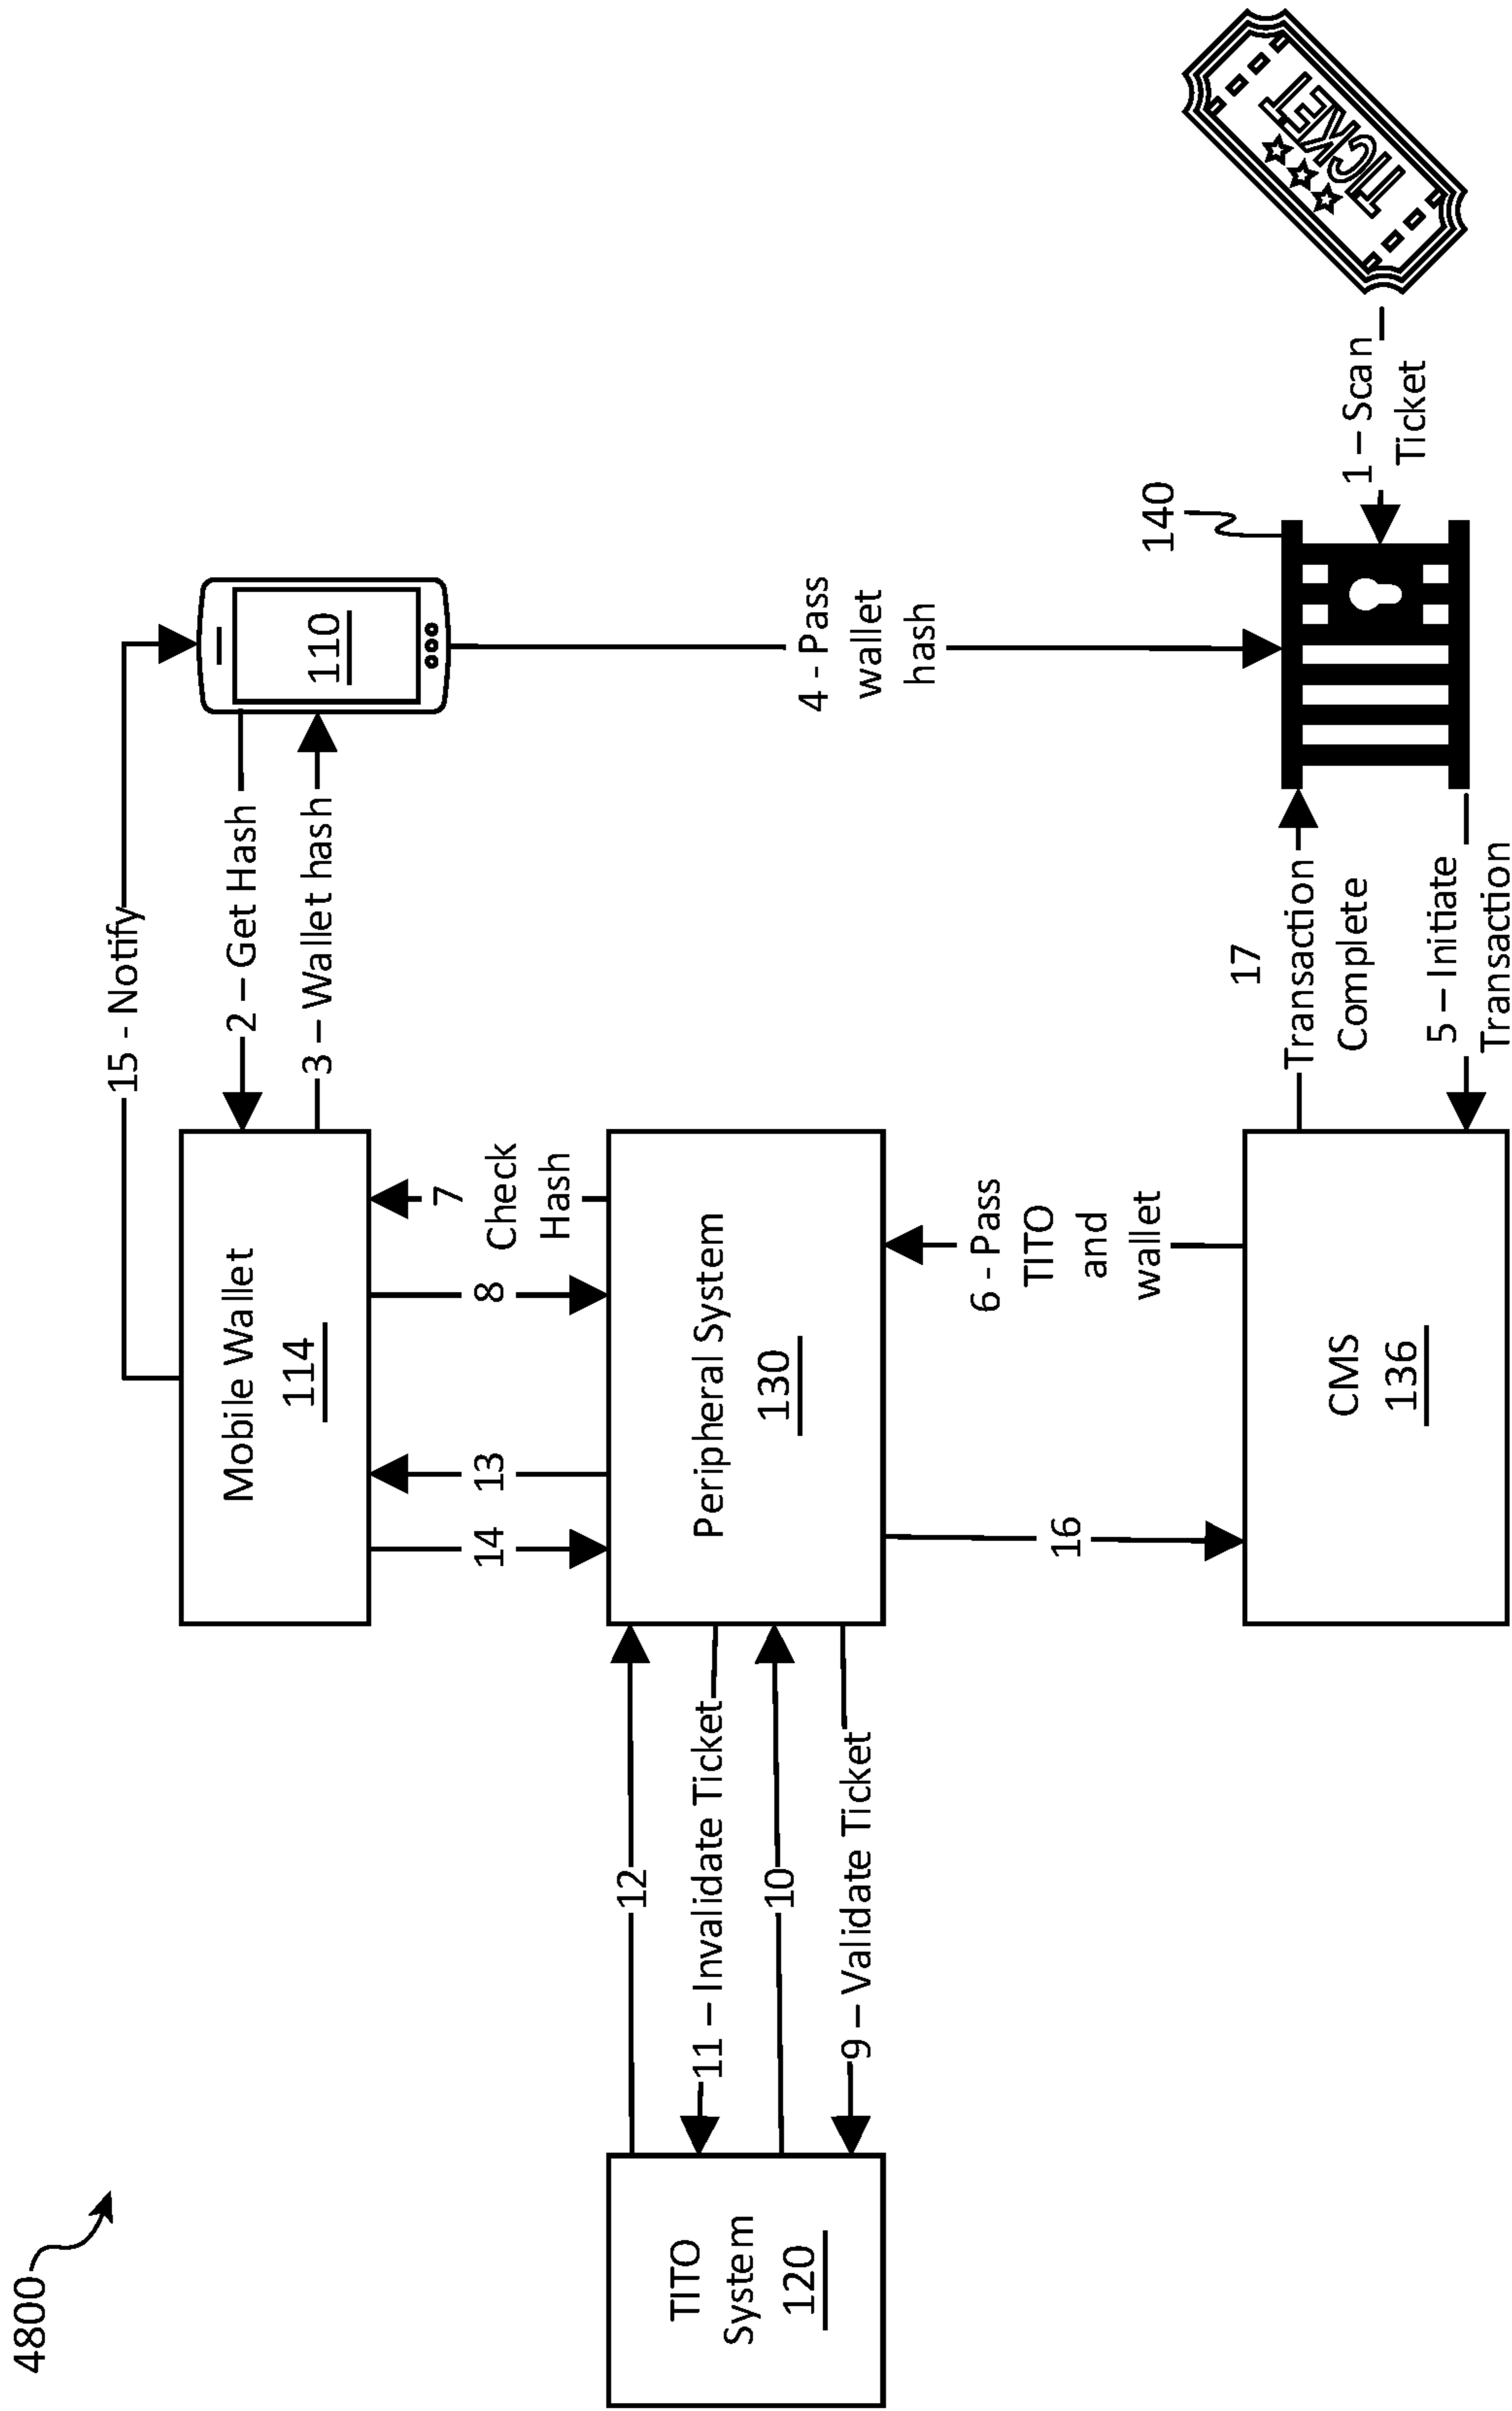 4800
15 - Notify
Mobile Wallet
114
2 – Get Hash
3 – Wallet hash
110
14
13
8
7
Check
Hash
TITO
System
120
12
11 – Invalidate Ticket
10
9 – Validate Ticket
Peripheral System
130
4 - Pass
wallet
hash
16
6 - Pass
TITO
and
wallet
CMS
136
17
Transaction
Complete
5 – Initiate
Transaction
140
1 – Scan
Ticket
TICKET